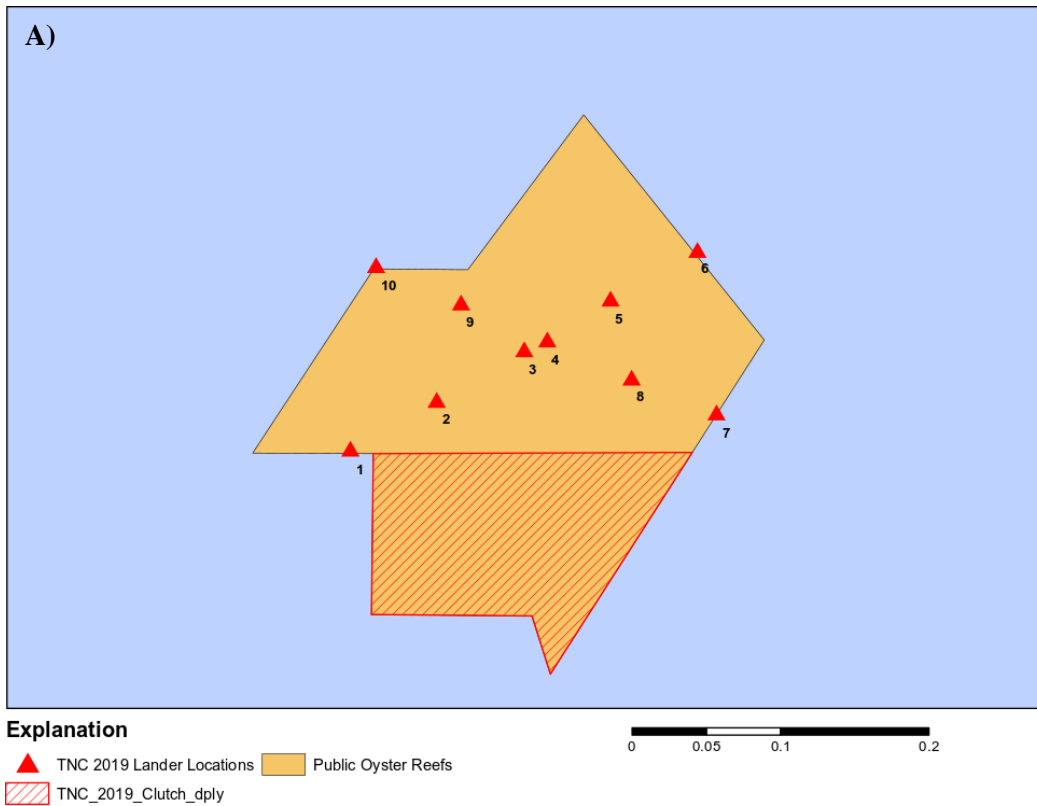 A)
6
10
9
5
4
3
8
2
7
1
Explanation
TNC 2019 Lander Locations Public Oyster Reefs
TNC_2019_Clutch_dply
0 0.05 0.1 0.2